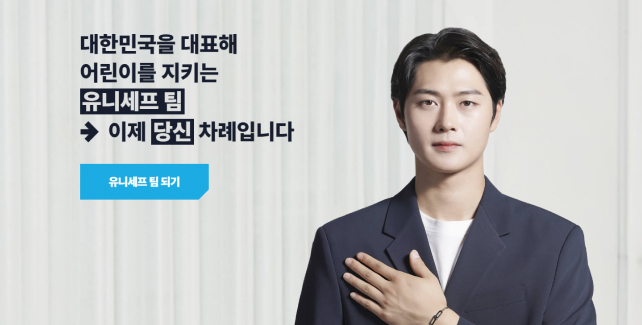 대한민국을 대표해
어린이를 지키는
유니세프 팀
→ 이제 당신 차례입니다
유니세프 팀 되기